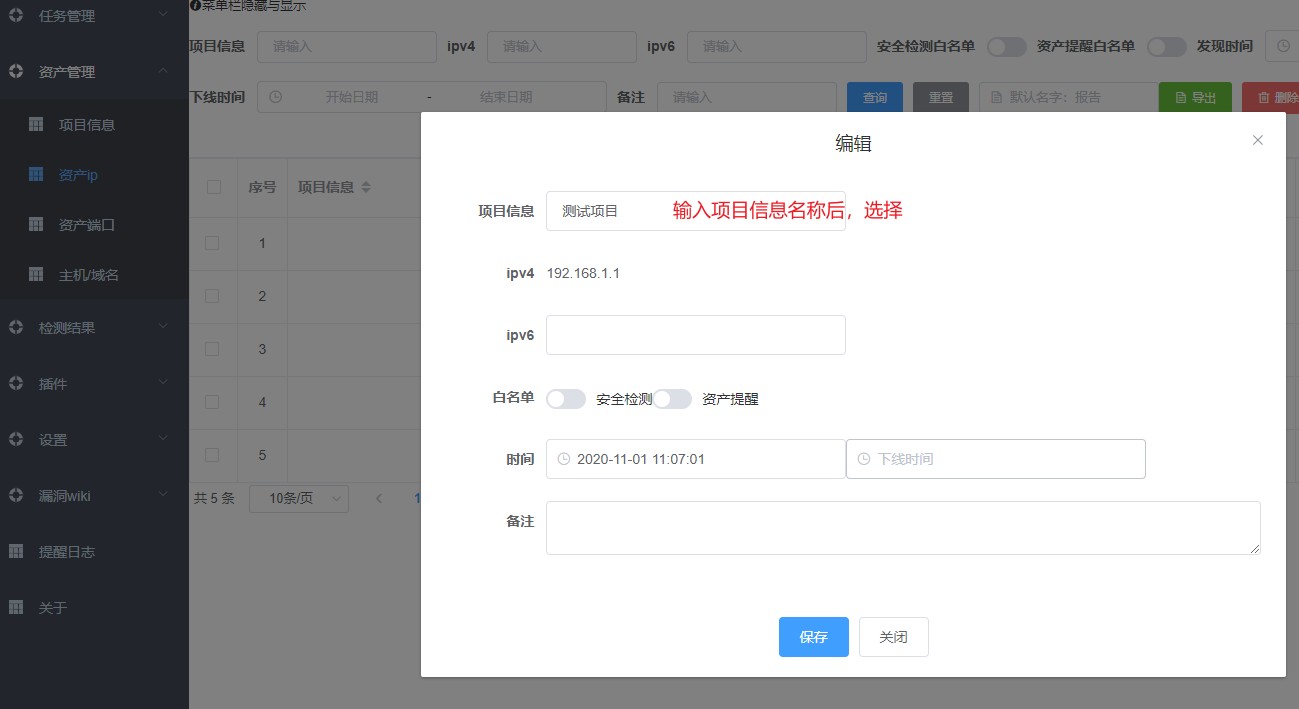 任务管理
资产管理
项目信息
资产ip
资产端口
主机/域名
检测结果
插件
设置
漏洞wiki
提醒日志
关于
菜单栏隐藏与显示
项目信息 请输入 ipv4 请输入 ipv6 请输入 安全检测白名单 资产提醒白名单 发现时间
下线时间 开始日期 - 结束日期 备注 请输入 查询 重置 默认名字：报告 导出 删除
序号 项目信息
1
2
3
4
5
共 5 条 10条/页 1
编辑
项目信息 测试项目 输入项目信息名称后，选择
ipv4 192.168.1.1
ipv6
白名单 安全检测 资产提醒
时间 2020-11-01 11:07:01 下线时间
备注
保存 关闭